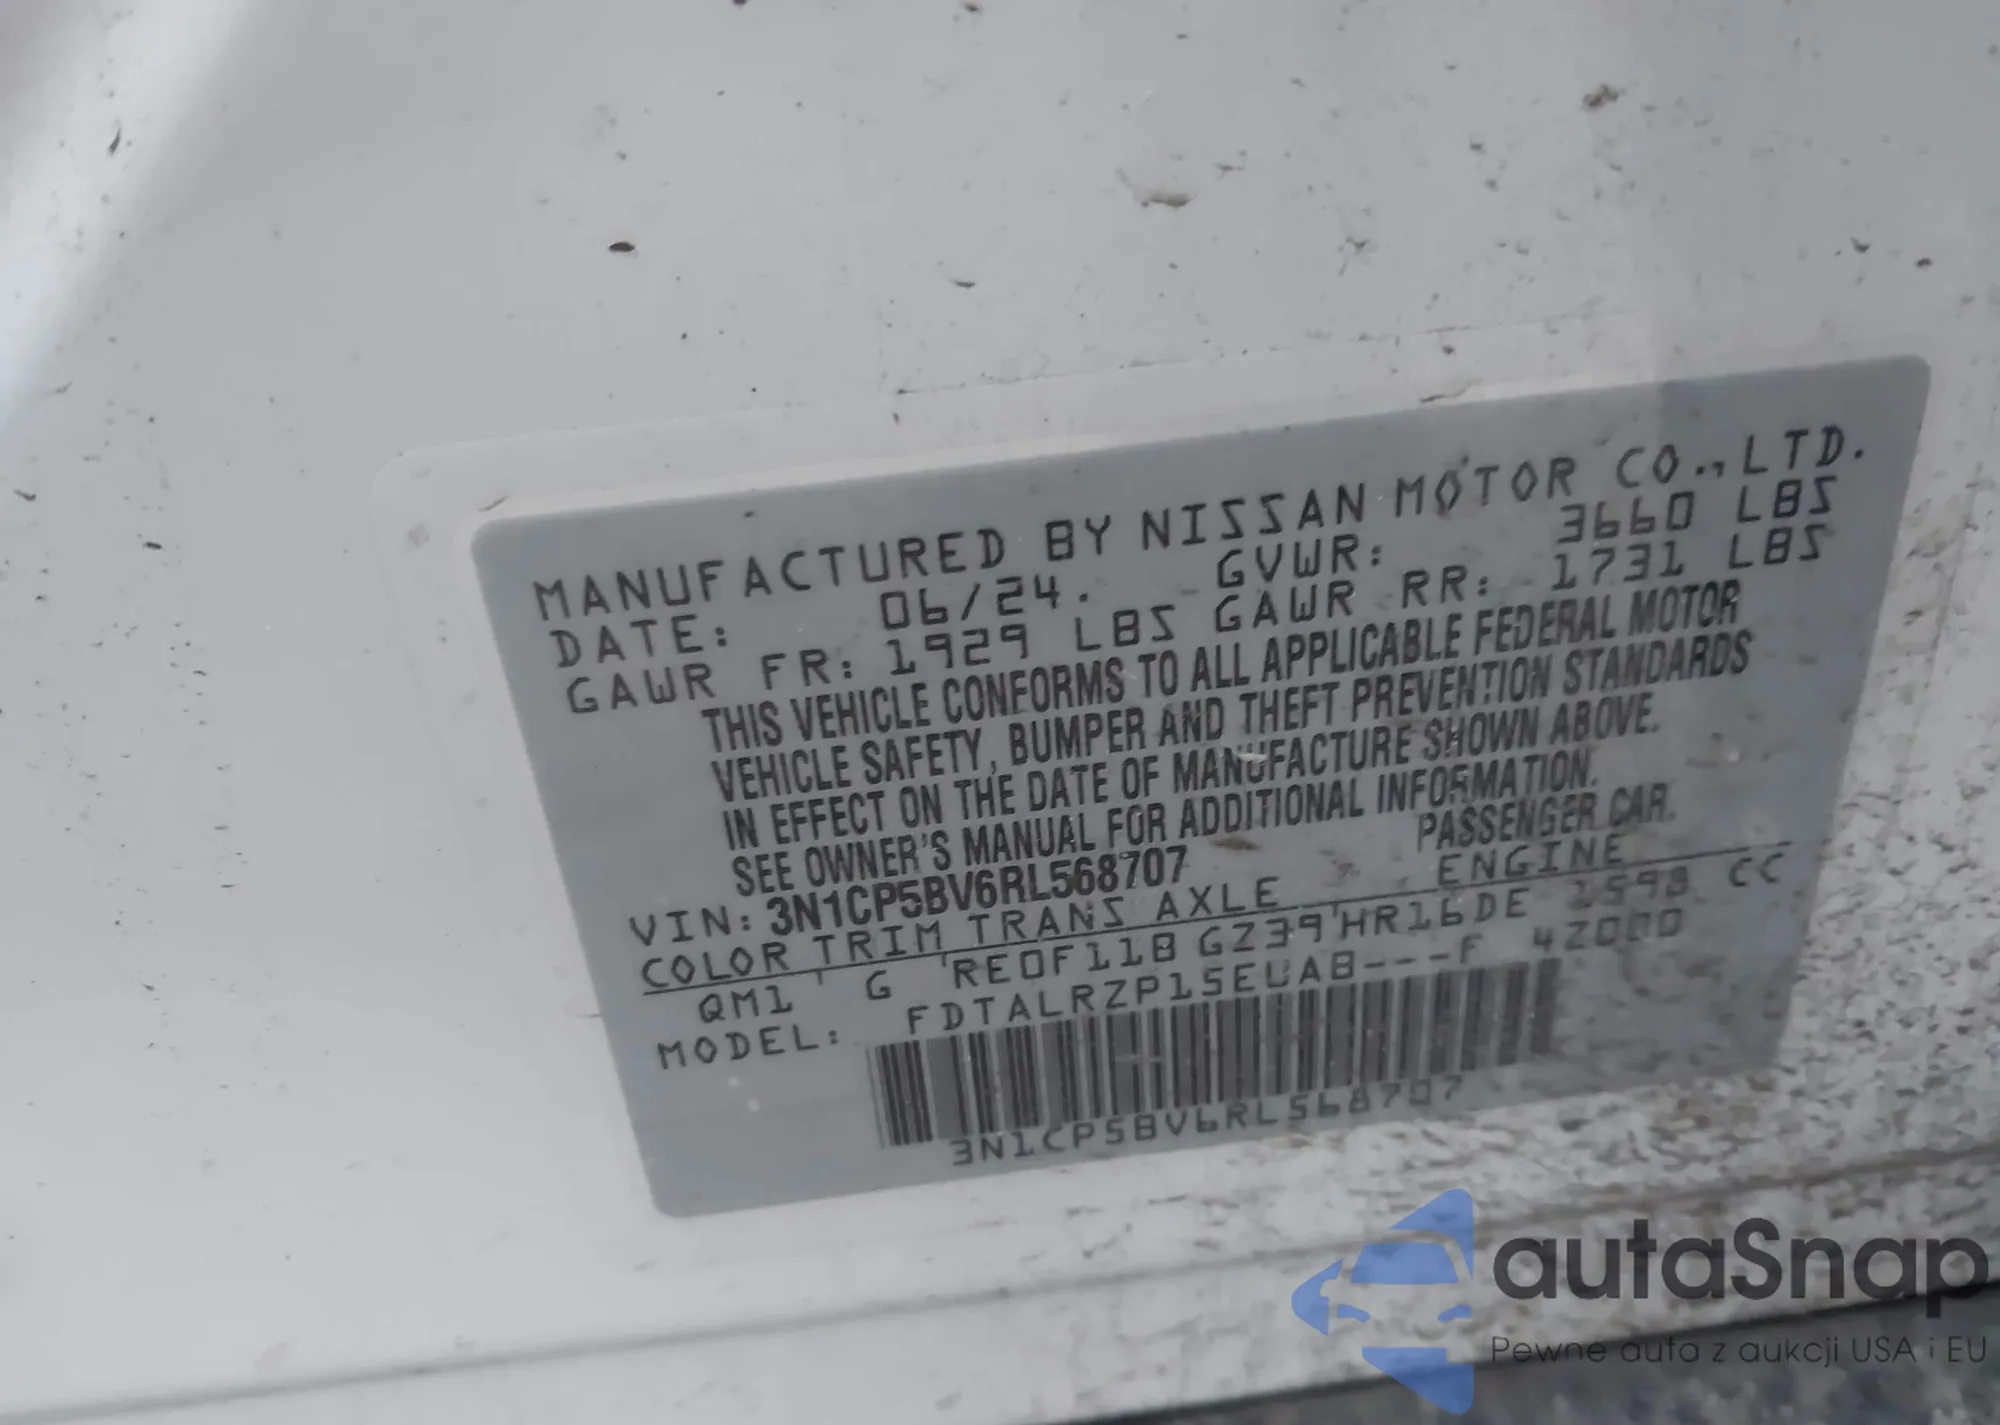 MANUFACTURED BY NISSAN MOTOR CO.,LTD.
DATE: 06/24. GVWR: 3660 LBS
GAWR FR: 1929 LBS GAWR RR: 1731 LBS
THIS VEHICLE CONFORMS TO ALL APPLICABLE FEDERAL MOTOR
VEHICLE SAFETY, BUMPER AND THEFT PREVENTION STANDARDS
IN EFFECT ON THE DATE OF MANUFACTURE SHOWN ABOVE.
SEE OWNER'S MANUAL FOR ADDITIONAL INFORMATION.
VIN: 3N1CP5BV6RL568707 PASSENGER CAR.
COLOR TRIM TRANS AXLE ENGINE
QM1 G RE0F11B GZ39 HR16DE 1598 CC
MODEL: FDTALRZP15EUAB---F 42000
3N1CP5BV6RL568707
autaSnap
Pewne auta z aukcji USA i EU